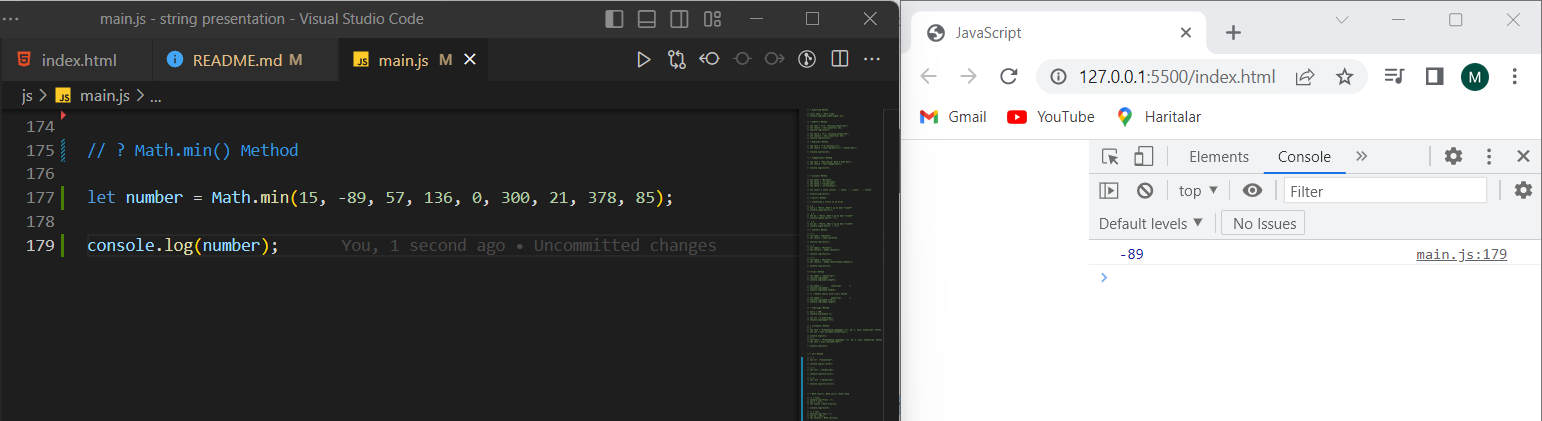 main.js - string presentation - Visual Studio Code
index.html
README.md M
main.js M
js > main.js > ...
174
175 // ? Math.min() Method
176
177 let number = Math.min(15, -89, 57, 136, 0, 300, 21, 378, 85);
178
179 console.log(number); You, 1 second ago • Uncommitted changes
JavaScript
127.0.0.1:5500/index.html
M
Gmail
YouTube
Haritalar
Elements
Console
top
Filter
Default levels
No Issues
-89 main.js:179